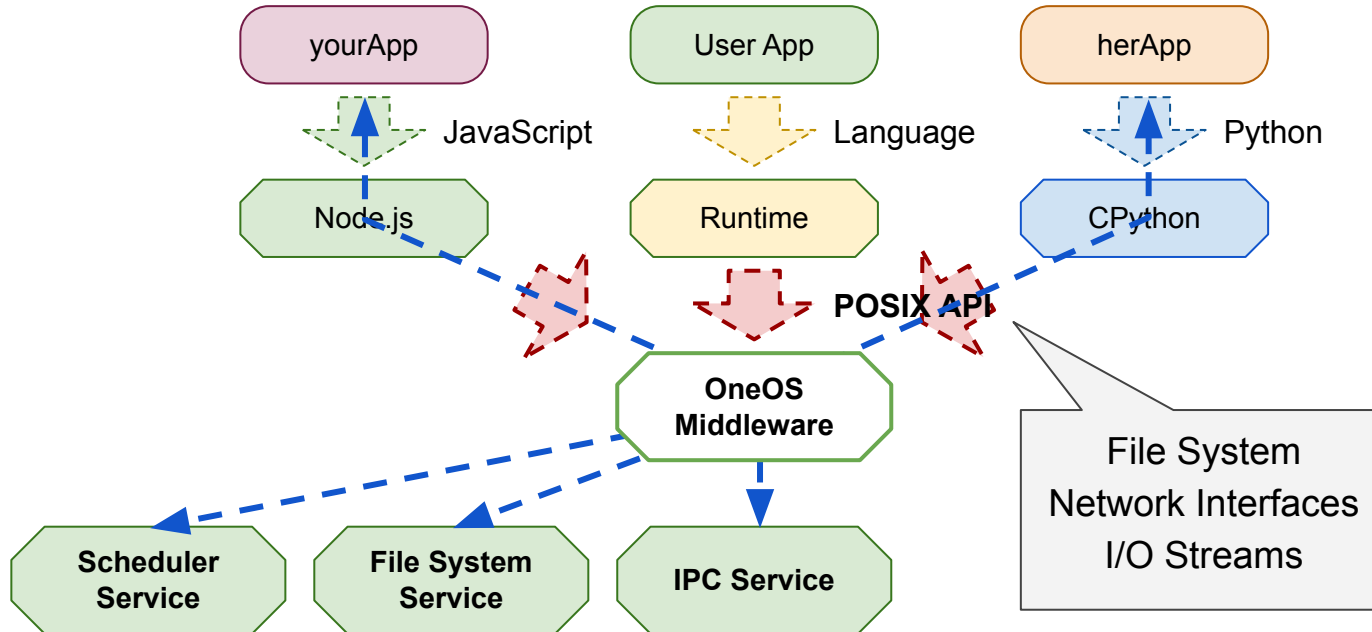 yourApp
User App
herApp
JavaScript
Language
Python
Node.js
Runtime
CPython
POSIX API
OneOS
Middleware
File System
Network Interfaces
I/O Streams
Scheduler
Service
File System
Service
IPC Service